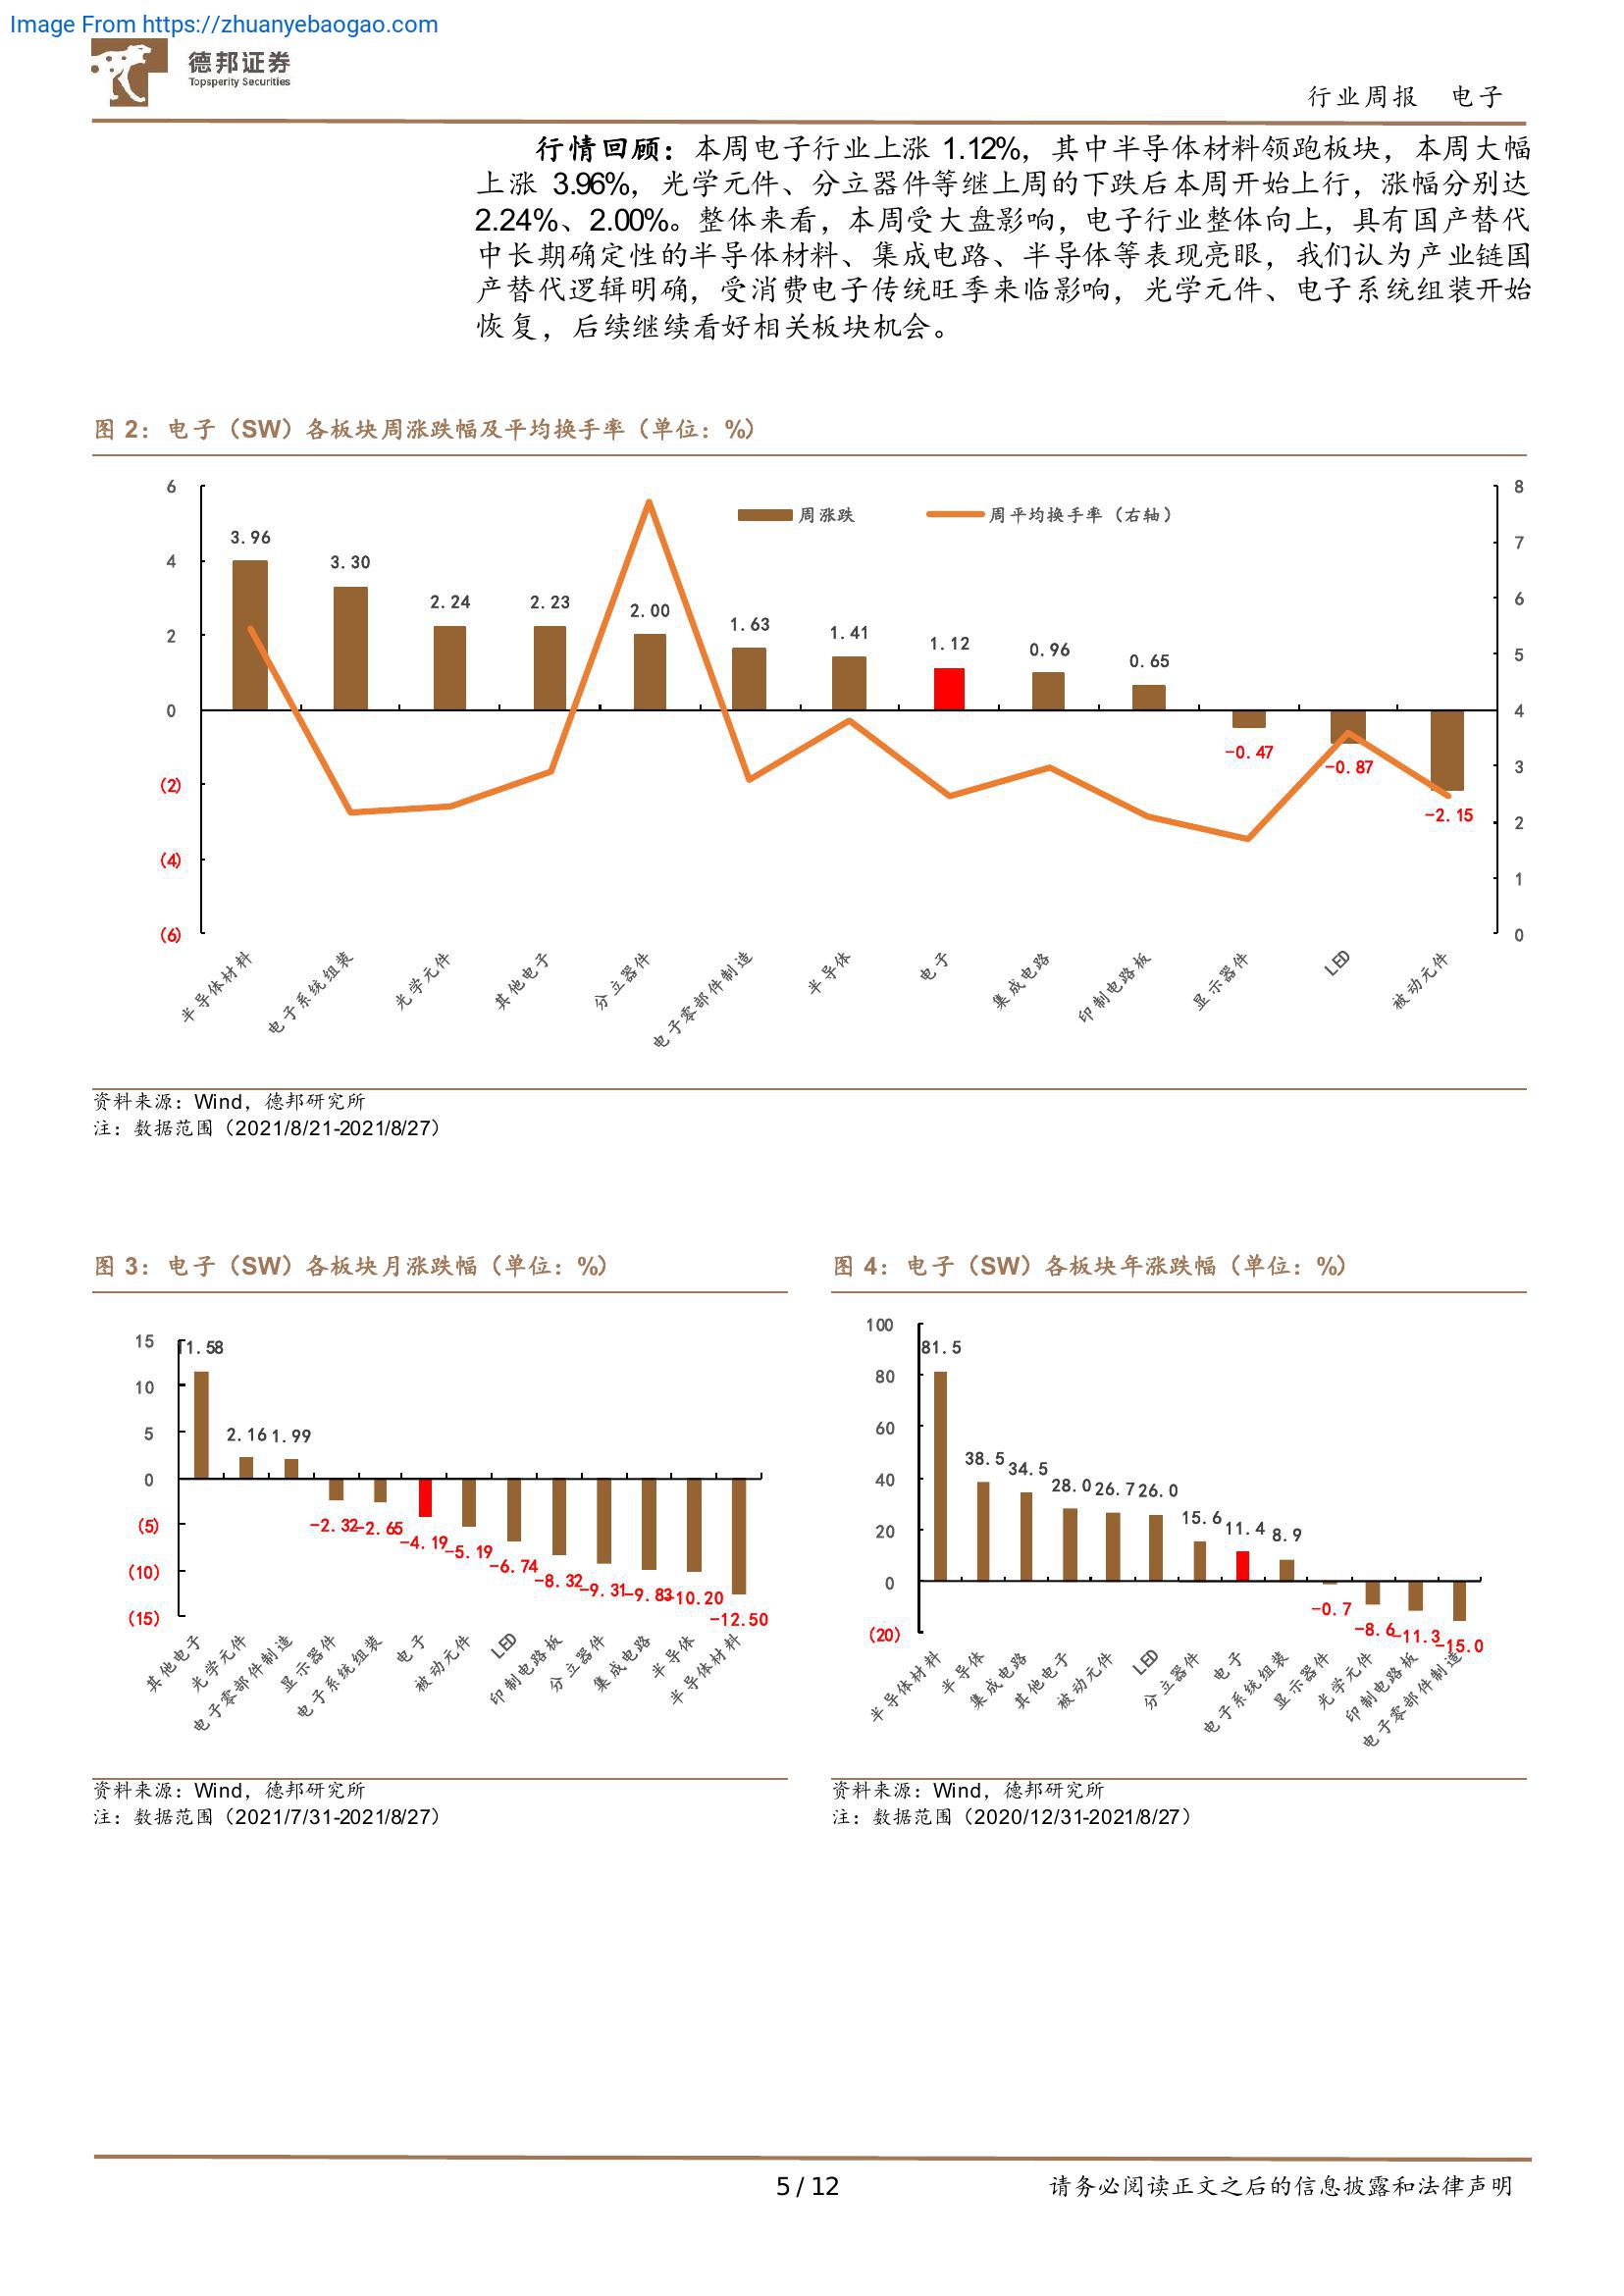 Image From https://zhuanyebaogao.com
德邦证券
Topsperity Securities
行业周报 电子
行情回顾：本周电子行业上涨 1.12%，其中半导体材料领跑板块，本周大幅
上涨 3.96%，光学元件、分立器件等继上周的下跌后本周开始上行，涨幅分别达
2.24%、2.00%。整体来看，本周受大盘影响，电子行业整体向上，具有国产替代
中长期确定性的半导体材料、集成电路、半导体等表现亮眼，我们认为产业链国
产替代逻辑明确，受消费电子传统旺季来临影响，光学元件、电子系统组装开始
恢复，后续继续看好相关板块机会。
图 2：电子（SW）各板块周涨跌幅及平均换手率（单位：%）
周涨跌 周平均换手率（右轴）
6
4
2
0
(2)
(4)
(6)
3.96
3.30
2.24
2.23
2.00
1.63
1.41
1.12
0.96
0.65
-0.47
-0.87
-2.15
8
7
6
5
4
3
2
1
0
半导体材料
电子系统组装
光学元件
其他电子
分立器件
电子零部件制造
半导体
电子
集成电路
印制电路板
显示器件
LED
被动元件
资料来源：Wind，德邦研究所
注：数据范围（2021/8/21-2021/8/27）
图 3：电子（SW）各板块月涨跌幅（单位：%）
15
10
5
0
(5)
(10)
(15)
11.58
2.16
1.99
-2.32
-2.65
-4.19
-5.19
-6.74
-8.32
-9.31
-9.83
-10.20
-12.50
其他电子
光学元件
电子零部件制造
显示器件
电子系统组装
电子
被动元件
LED
印制电路板
分立器件
集成电路
半导体
半导体材料
资料来源：Wind，德邦研究所
注：数据范围（2021/7/31-2021/8/27）
图 4：电子（SW）各板块年涨跌幅（单位：%）
100
80
60
40
20
0
(20)
81.5
38.5
34.5
28.0
26.7
26.0
15.6
11.4
8.9
-0.7
-8.6
-11.3
-15.0
半导体材料
半导体
集成电路
其他电子
被动元件
LED
分立器件
电子
电子系统组装
显示器件
光学元件
印制电路板
电子零部件制造
资料来源：Wind，德邦研究所
注：数据范围（2020/12/31-2021/8/27）
5 / 12
请务必阅读正文之后的信息披露和法律声明